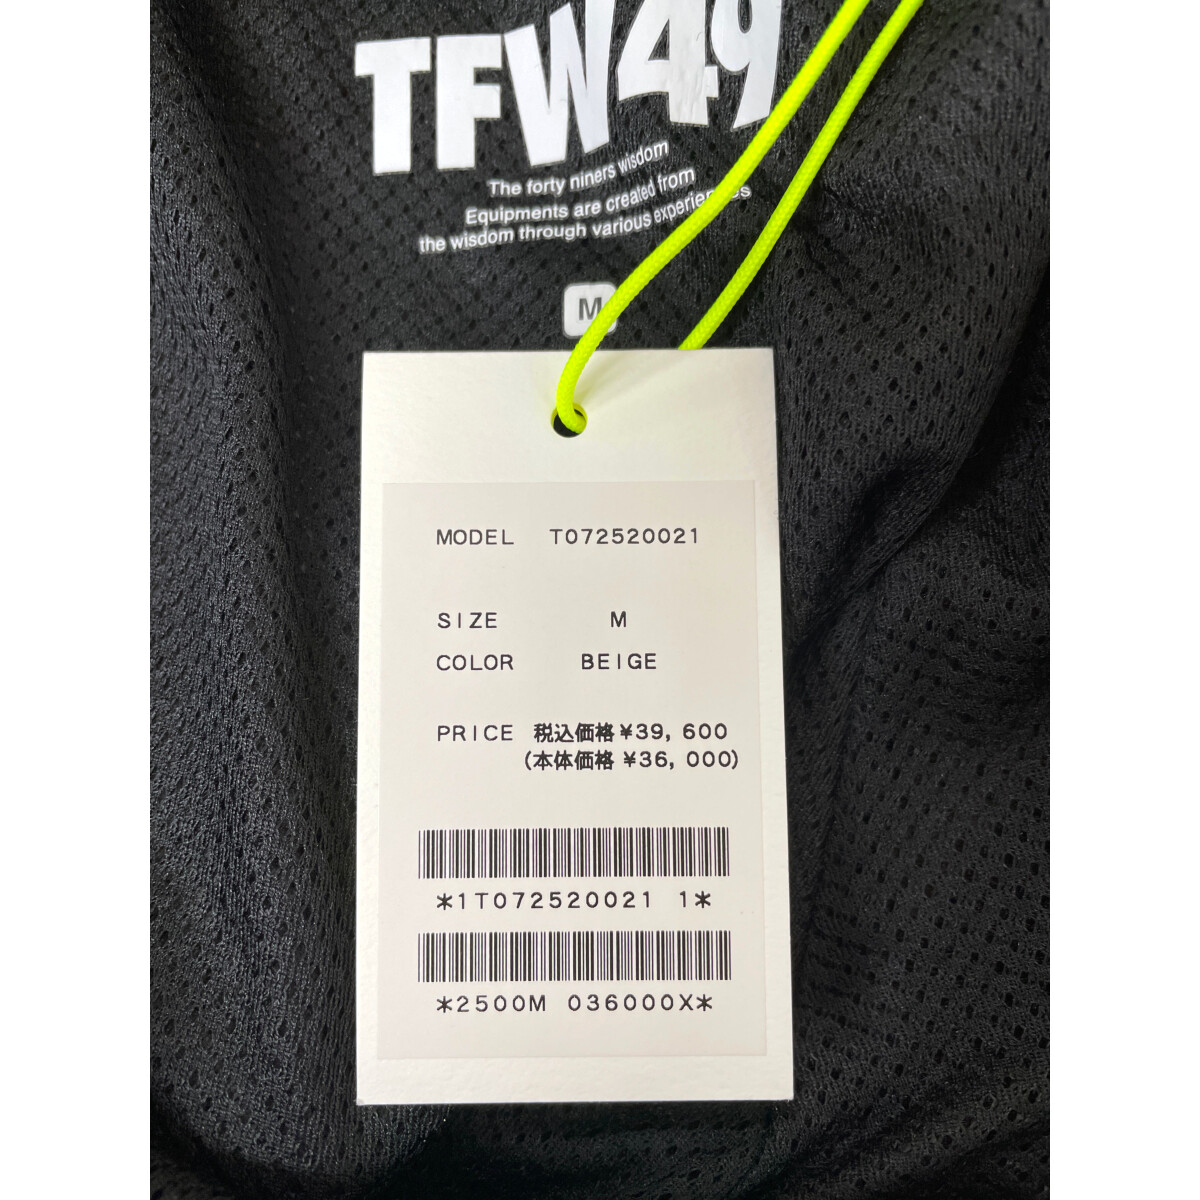 TFW49
The forty niners wisdom
Equipments are created from
the wisdom through various experiences
M
MODEL T072520021
SIZE M
COLOR BEIGE
PRICE 税込価格 ¥39,600
(本体価格 ¥36,000)
*1T072520021 1*
*2500M 036000X*